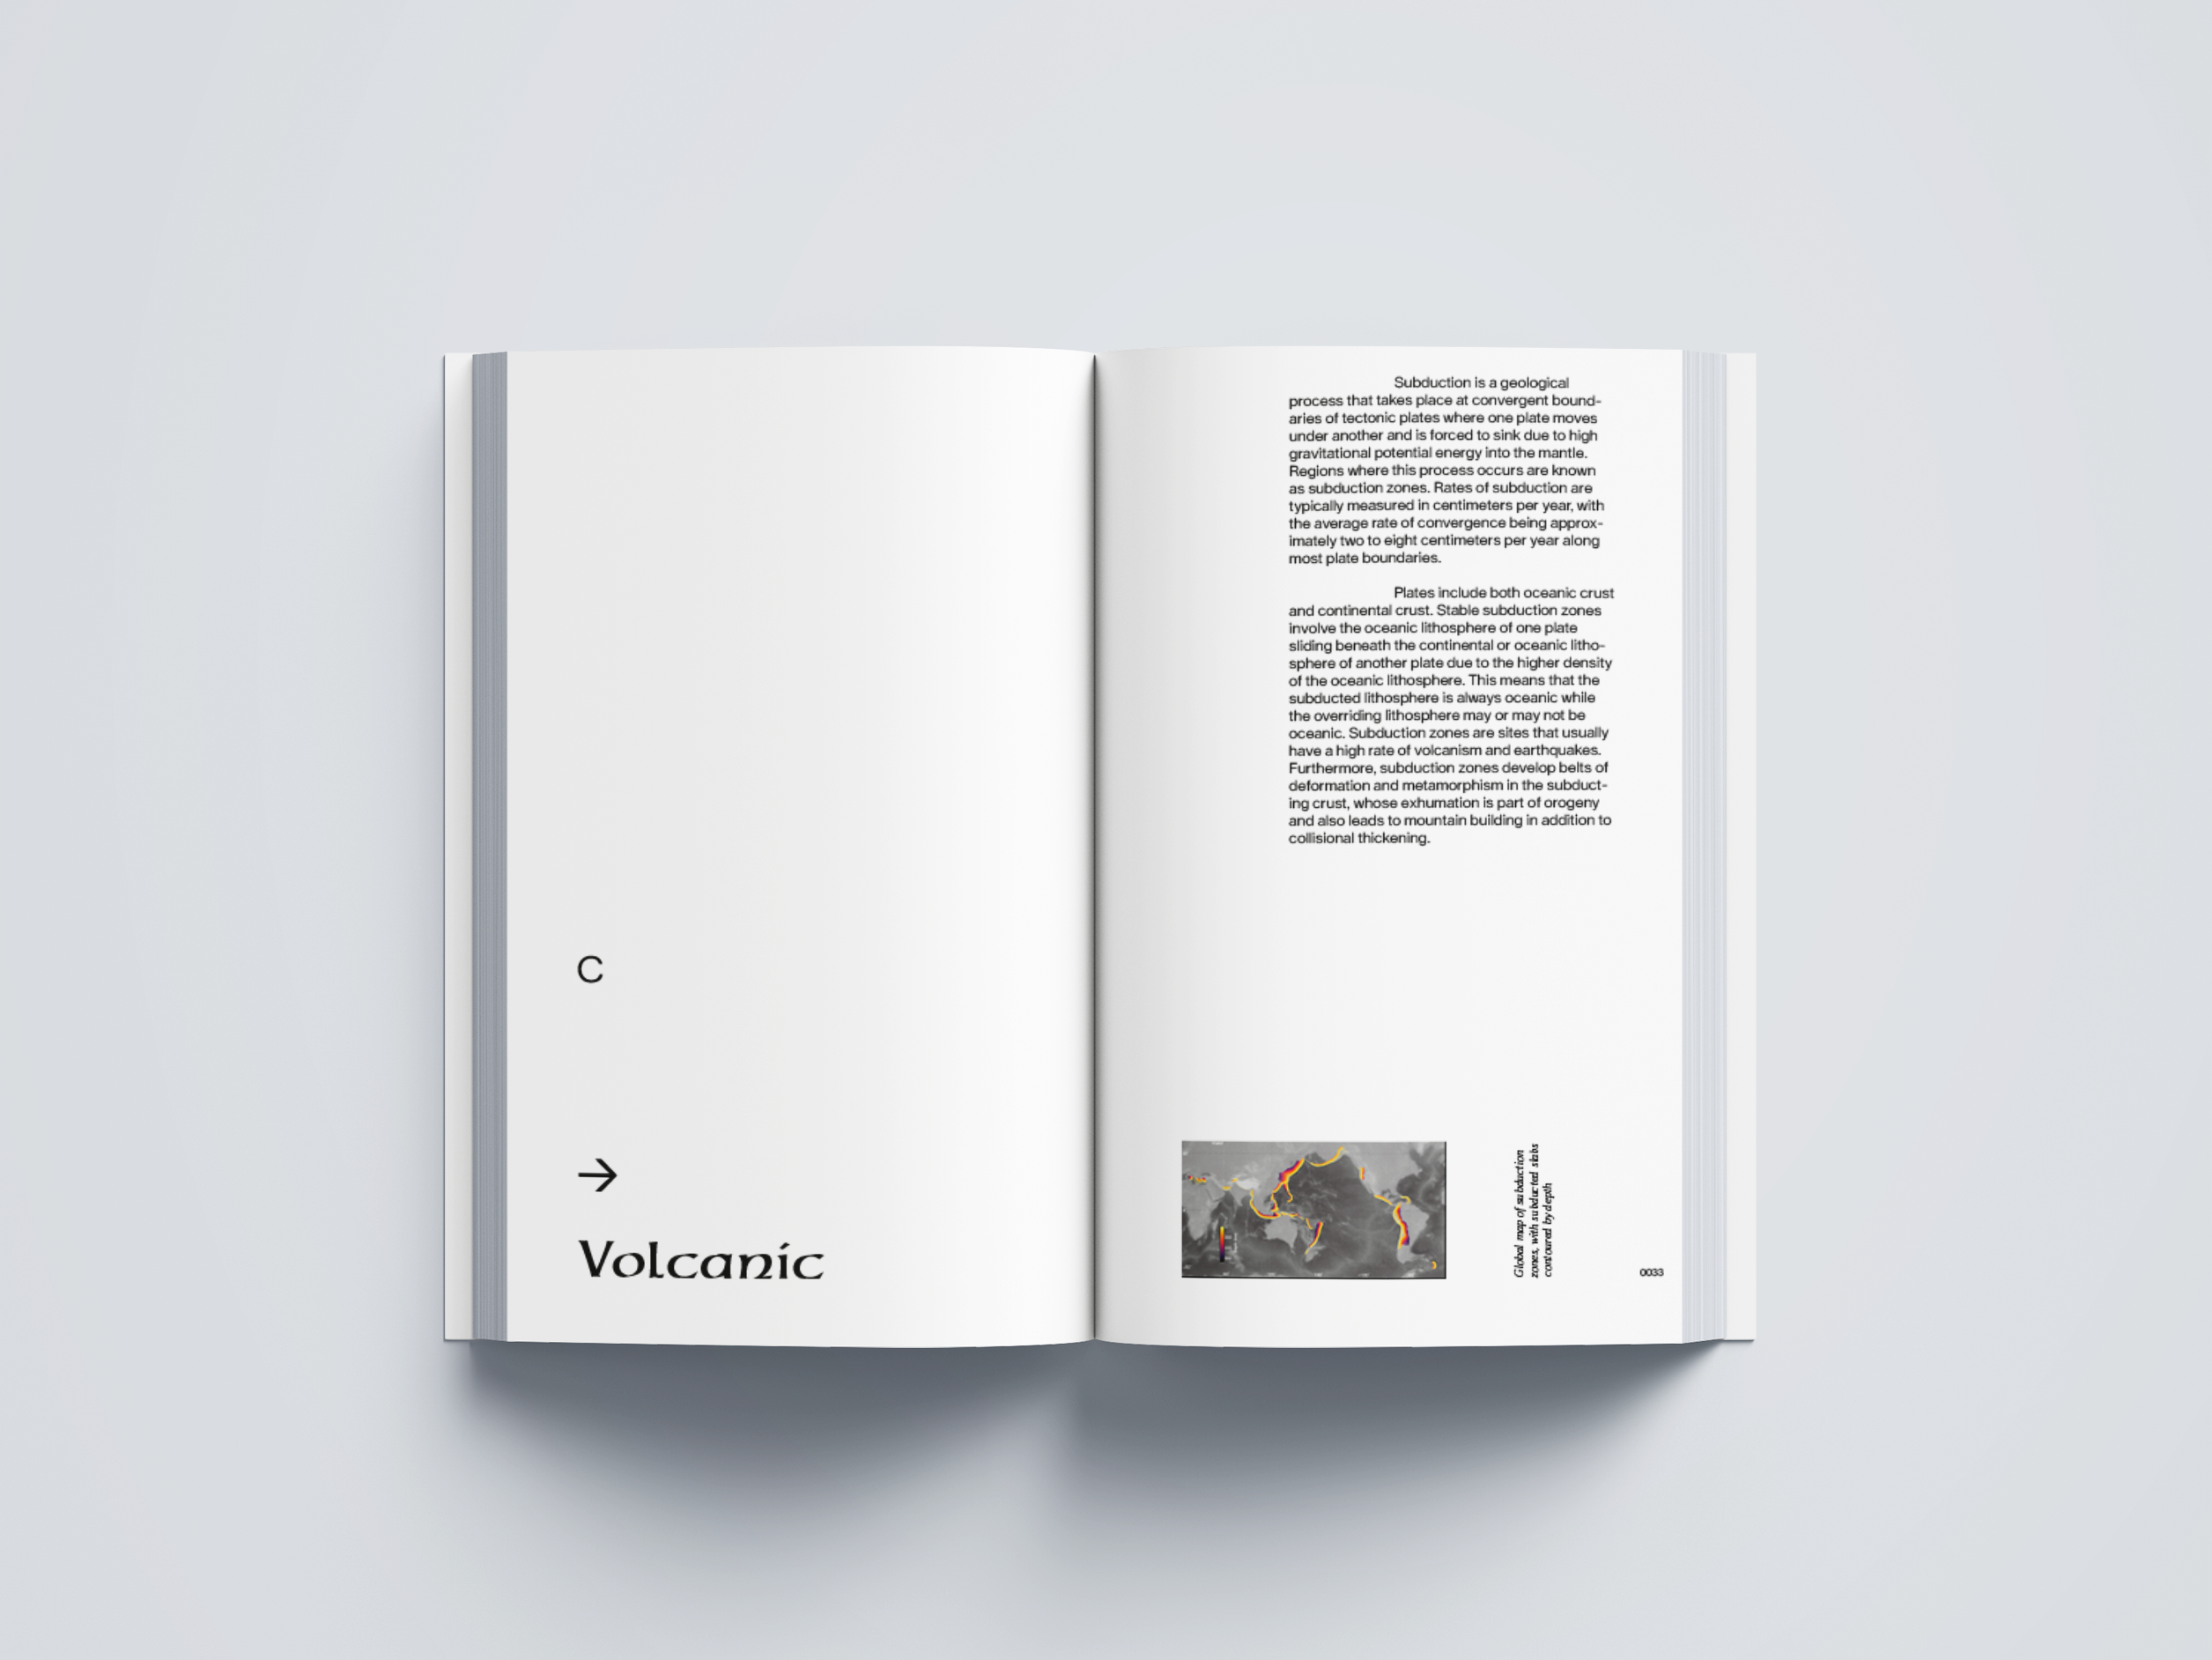 C
→
Volcanic
Subduction is a geological
process that takes place at convergent bound-
aries of tectonic plates where one plate moves
under another and is forced to sink due to high
gravitational potential energy into the mantle.
Regions where this process occurs are known
as subduction zones. Rates of subduction are
typically measured in centimeters per year, with
the average rate of convergence being approx-
imately two to eight centimeters per year along
most plate boundaries.
Plates include both oceanic crust
and continental crust. Stable subduction zones
involve the oceanic lithosphere of one plate
sliding beneath the continental or oceanic litho-
sphere of another plate due to the higher density
of the oceanic lithosphere. This means that the
subducted lithosphere is always oceanic while
the overriding lithosphere may or may not be
oceanic. Subduction zones are sites that usually
have a high rate of volcanism and earthquakes.
Furthermore, subduction zones develop belts of
deformation and metamorphism in the subduct-
ing crust, whose exhumation is part of orogeny
and also leads to mountain building in addition to
collisional thickening.
Global map of subduction
zones, with subducted slabs
contoured by depth
0033